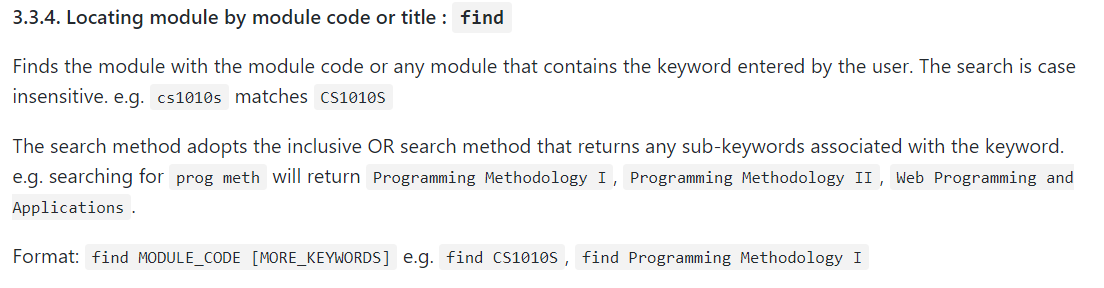 3.3.4. Locating module by module code or title : find
Finds the module with the module code or any module that contains the keyword entered by the user. The search is case
insensitive. e.g. cs1010s matches CS1010S
The search method adopts the inclusive OR search method that returns any sub-keywords associated with the keyword.
e.g. searching for prog meth will return Programming Methodology I , Programming Methodology II , Web Programming and
Applications .
Format: find MODULE_CODE [MORE_KEYWORDS] e.g. find CS1010S , find Programming Methodology I